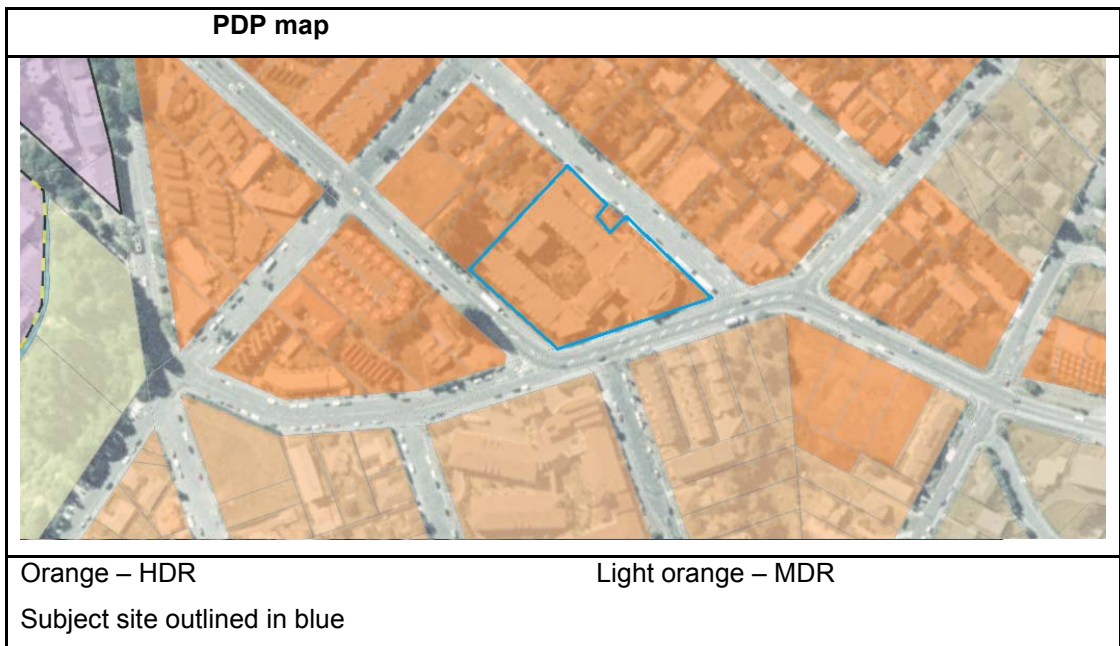 PDP map
Orange – HDR Light orange – MDR
Subject site outlined in blue